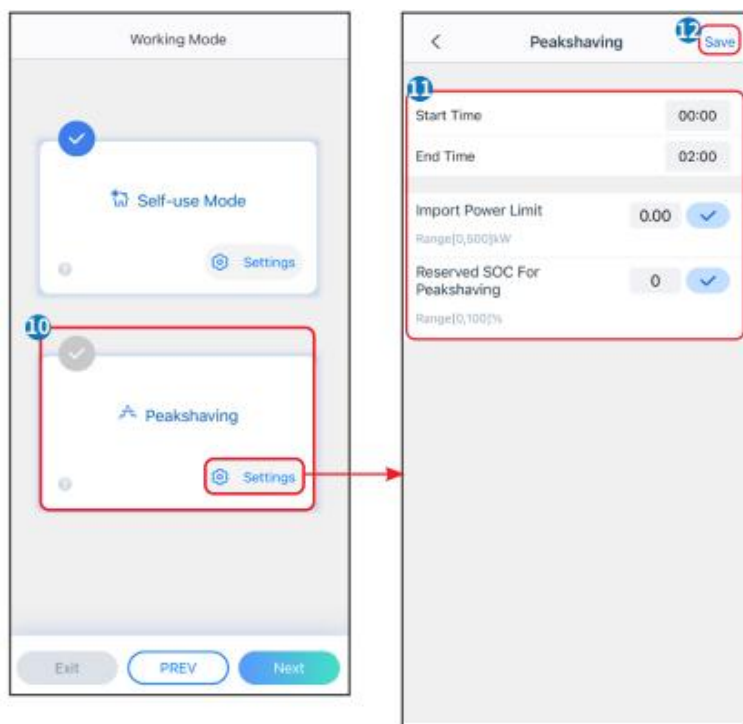 Working Mode
Self-use Mode
Settings
10
Peakshaving
Settings
Exit
PREV
Next
Peakshaving
12
Save
11
Start Time
00:00
End Time
02:00
Import Power Limit
0.00
Range[0,500]kW
Reserved SOC For
Peakshaving
0
Range[0,100]%